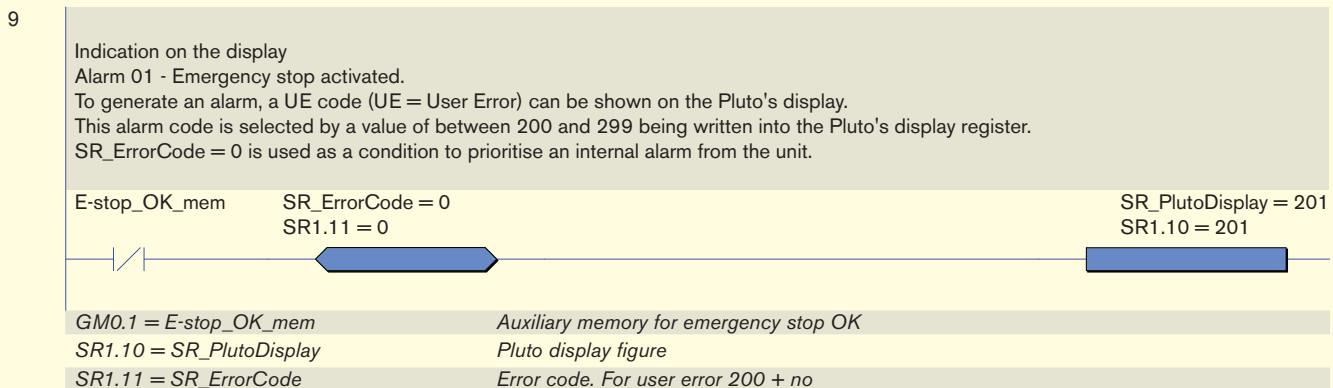 9
Indication on the display
Alarm 01 - Emergency stop activated.
To generate an alarm, a UE code (UE = User Error) can be shown on the Pluto's display.
This alarm code is selected by a value of between 200 and 299 being written into the Pluto's display register.
SR_ErrorCode = 0 is used as a condition to prioritise an internal alarm from the unit.
E-stop_OK_mem SR_ErrorCode = 0 SR_PlutoDisplay = 201
SR1.11 = 0 SR1.10 = 201
GM0.1 = E-stop_OK_mem Auxiliary memory for emergency stop OK
SR1.10 = SR_PlutoDisplay Pluto display figure
SR1.11 = SR_ErrorCode Error code. For user error 200 + no